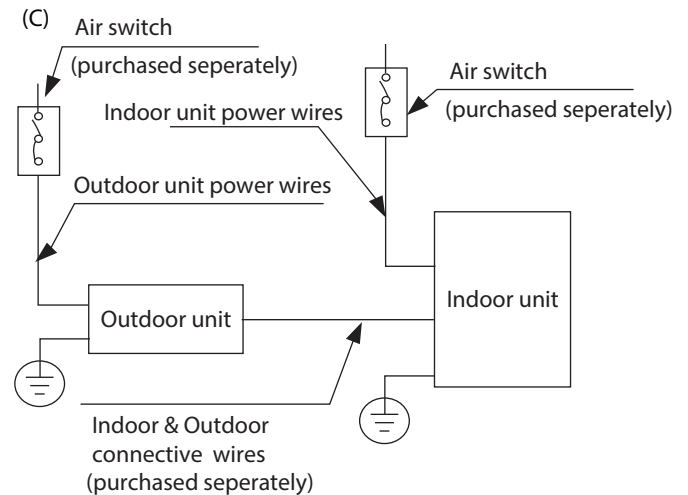 (C)
Air switch
(purchased seperately)
Air switch
(purchased seperately)
Indoor unit power wires
Outdoor unit power wires
Indoor unit
Outdoor unit
Indoor & Outdoor
connective wires
(purchased seperately)